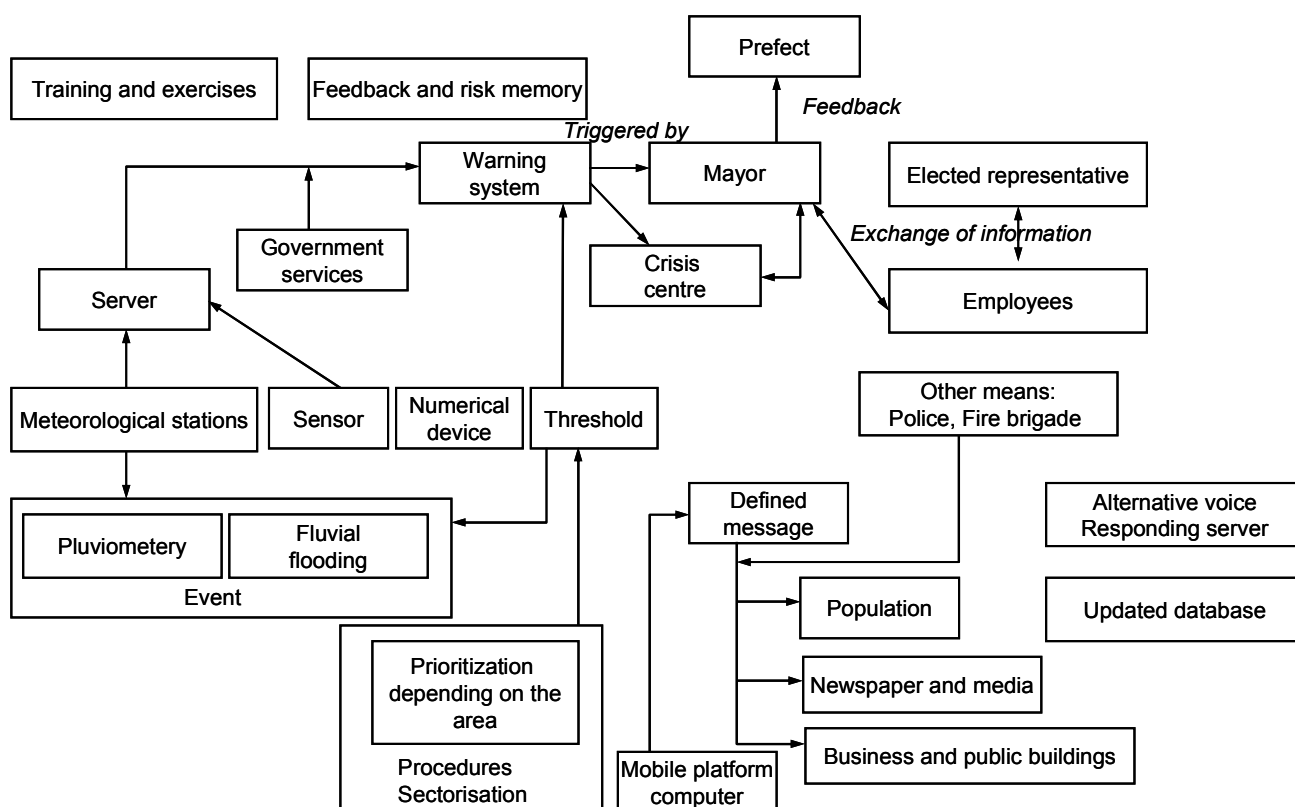 Prefect
Training and exercises
Feedback and risk memory
Feedback
Triggered by
Warning
system
Mayor
Elected representative
Government
services
Exchange of information
Crisis
centre
Server
Employees
Meteorological stations
Sensor
Numerical
device
Threshold
Other means:
Police, Fire brigade
Defined
message
Alternative voice
Responding server
Pluviometery
Fluvial
flooding
Event
Population
Updated database
Prioritization
depending on the
area
Newspaper and media
Procedures
Sectorisation
Mobile platform
computer
Business and public buildings